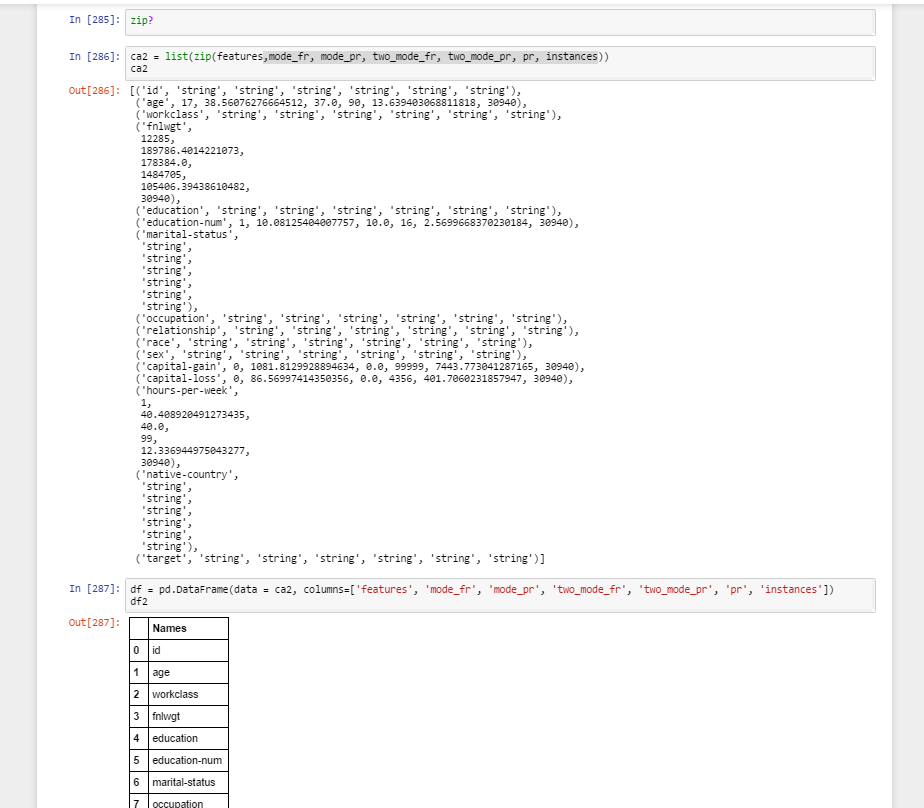 In [285]: zip?
In [286]: ca2 = list(zip(features,mode_fr, mode_pr, two_mode_fr, two_mode_pr, pr, instances))
ca2
Out[286]: [('id', 'string', 'string', 'string', 'string', 'string', 'string'),
('age', 17, 38.56076276664512, 37.0, 90, 13.639403068811818, 30940),
('workclass', 'string', 'string', 'string', 'string', 'string', 'string'),
('fnlwgt',
12285,
189786.4014221073,
178384.0,
1484705,
105406.39438610482,
30940),
('education', 'string', 'string', 'string', 'string', 'string', 'string'),
('education-num', 1, 10.08125404007757, 10.0, 16, 2.5699668370230184, 30940),
('marital-status',
'string',
'string',
'string',
'string',
'string',
'string'),
('occupation', 'string', 'string', 'string', 'string', 'string', 'string'),
('relationship', 'string', 'string', 'string', 'string', 'string', 'string'),
('race', 'string', 'string', 'string', 'string', 'string', 'string'),
('sex', 'string', 'string', 'string', 'string', 'string', 'string'),
('capital-gain', 0, 1081.8129928894634, 0.0, 99999, 7443.773041287165, 30940),
('capital-loss', 0, 86.56997414350356, 0.0, 4356, 401.7060231857947, 30940),
('hours-per-week',
1,
40.408920491273435,
40.0,
99,
12.336944975043277,
30940),
('native-country',
'string',
'string',
'string',
'string',
'string',
'string'),
('target', 'string', 'string', 'string', 'string', 'string', 'string')]
In [287]: df = pd.DataFrame(data = ca2, columns=['features', 'mode_fr', 'mode_pr', 'two_mode_fr', 'two_mode_pr', 'pr', 'instances'])
df2
Out[287]:
Names
0 id
1 age
2 workclass
3 fnlwgt
4 education
5 education-num
6 marital-status
7 occupation